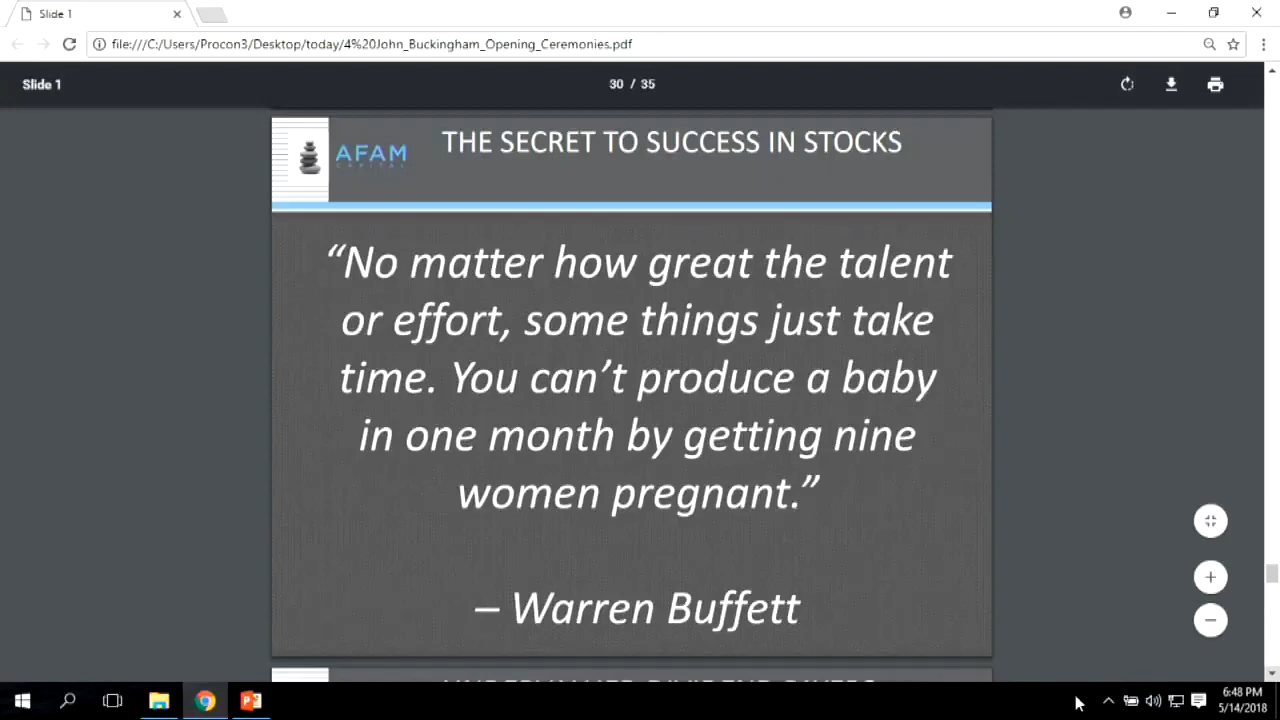 Slide 1
file:///C:/Users/Procon3/Desktop/today/4%20John_Buckingham_Opening_Ceremonies.pdf
Slide 1
30 / 35
AFAM
CAPITAL
THE SECRET TO SUCCESS IN STOCKS
“No matter how great the talent
or effort, some things just take
time. You can’t produce a baby
in one month by getting nine
women pregnant.”
– Warren Buffett
6:48 PM
5/14/2018